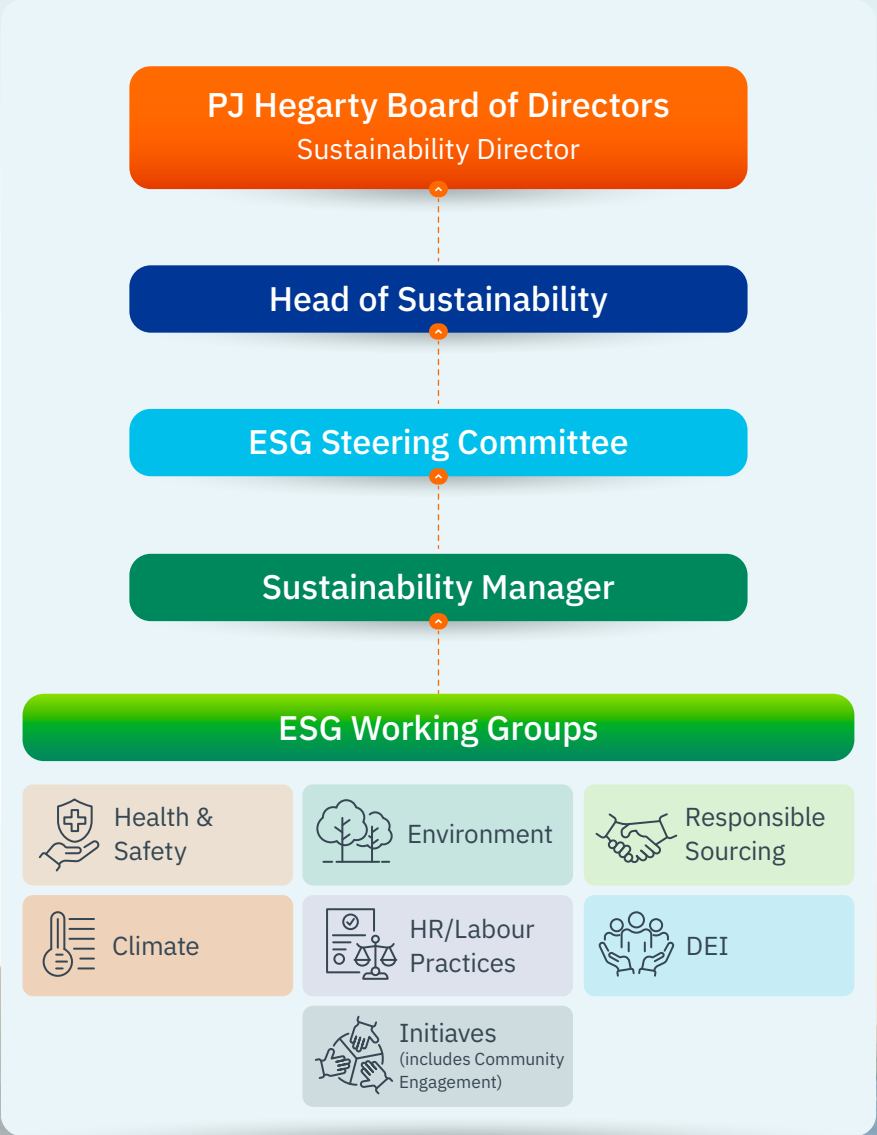 PJ Hegarty Board of Directors
Sustainability Director
Head of Sustainability
ESG Steering Committee
Sustainability Manager
ESG Working Groups
Health &
Safety
Environment
Responsible
Sourcing
Climate
HR/Labour
Practices
DEI
Initiaves
(includes Community
Engagement)